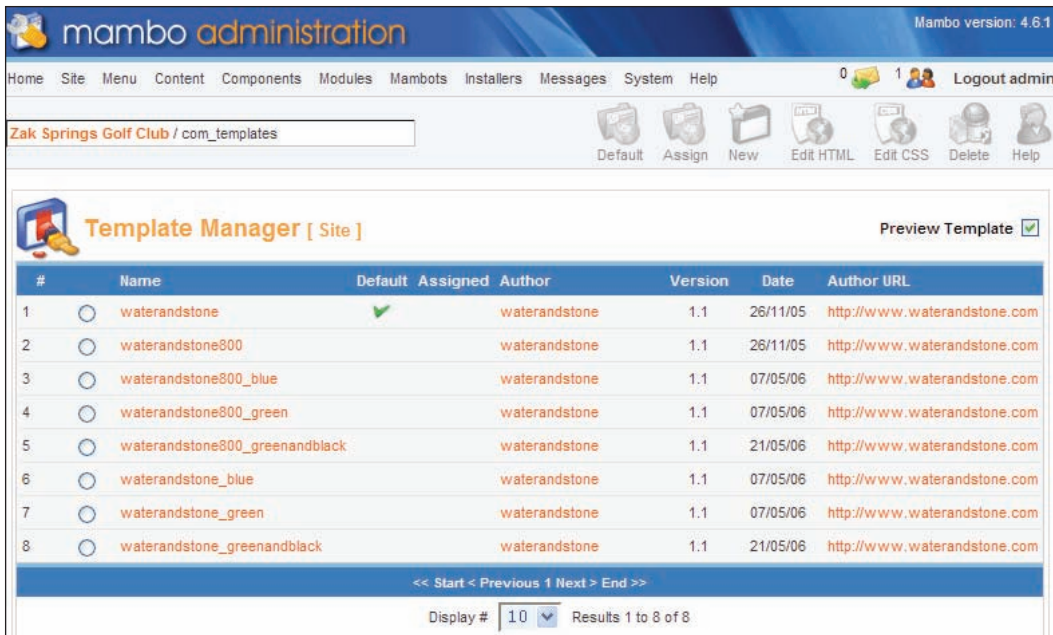 mambo administration
Mambo version: 4.6.1
Home Site Menu Content Components Modules Mambots Installers Messages System Help 0 1 Logout admin
Zak Springs Golf Club / com_templates
Default Assign New Edit HTML Edit CSS Delete Help
Template Manager [ Site ]
Preview Template
# Name Default Assigned Author Version Date Author URL
1 waterandstone waterandstone 1.1 26/11/05 http://www.waterandstone.com
2 waterandstone800 waterandstone 1.1 26/11/05 http://www.waterandstone.com
3 waterandstone800_blue waterandstone 1.1 07/05/06 http://www.waterandstone.com
4 waterandstone800_green waterandstone 1.1 07/05/06 http://www.waterandstone.com
5 waterandstone800_greenandblack waterandstone 1.1 21/05/06 http://www.waterandstone.com
6 waterandstone_blue waterandstone 1.1 07/05/06 http://www.waterandstone.com
7 waterandstone_green waterandstone 1.1 07/05/06 http://www.waterandstone.com
8 waterandstone_greenandblack waterandstone 1.1 21/05/06 http://www.waterandstone.com
<< Start < Previous 1 Next > End >>
Display # 10 Results 1 to 8 of 8